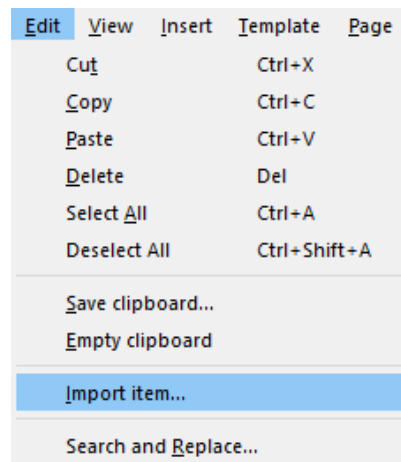 Edit View Insert Template Page
Cut Ctrl+X
Copy Ctrl+C
Paste Ctrl+V
Delete Del
Select All Ctrl+A
Deselect All Ctrl+Shift+A
Save clipboard...
Empty clipboard
Import item...
Search and Replace...